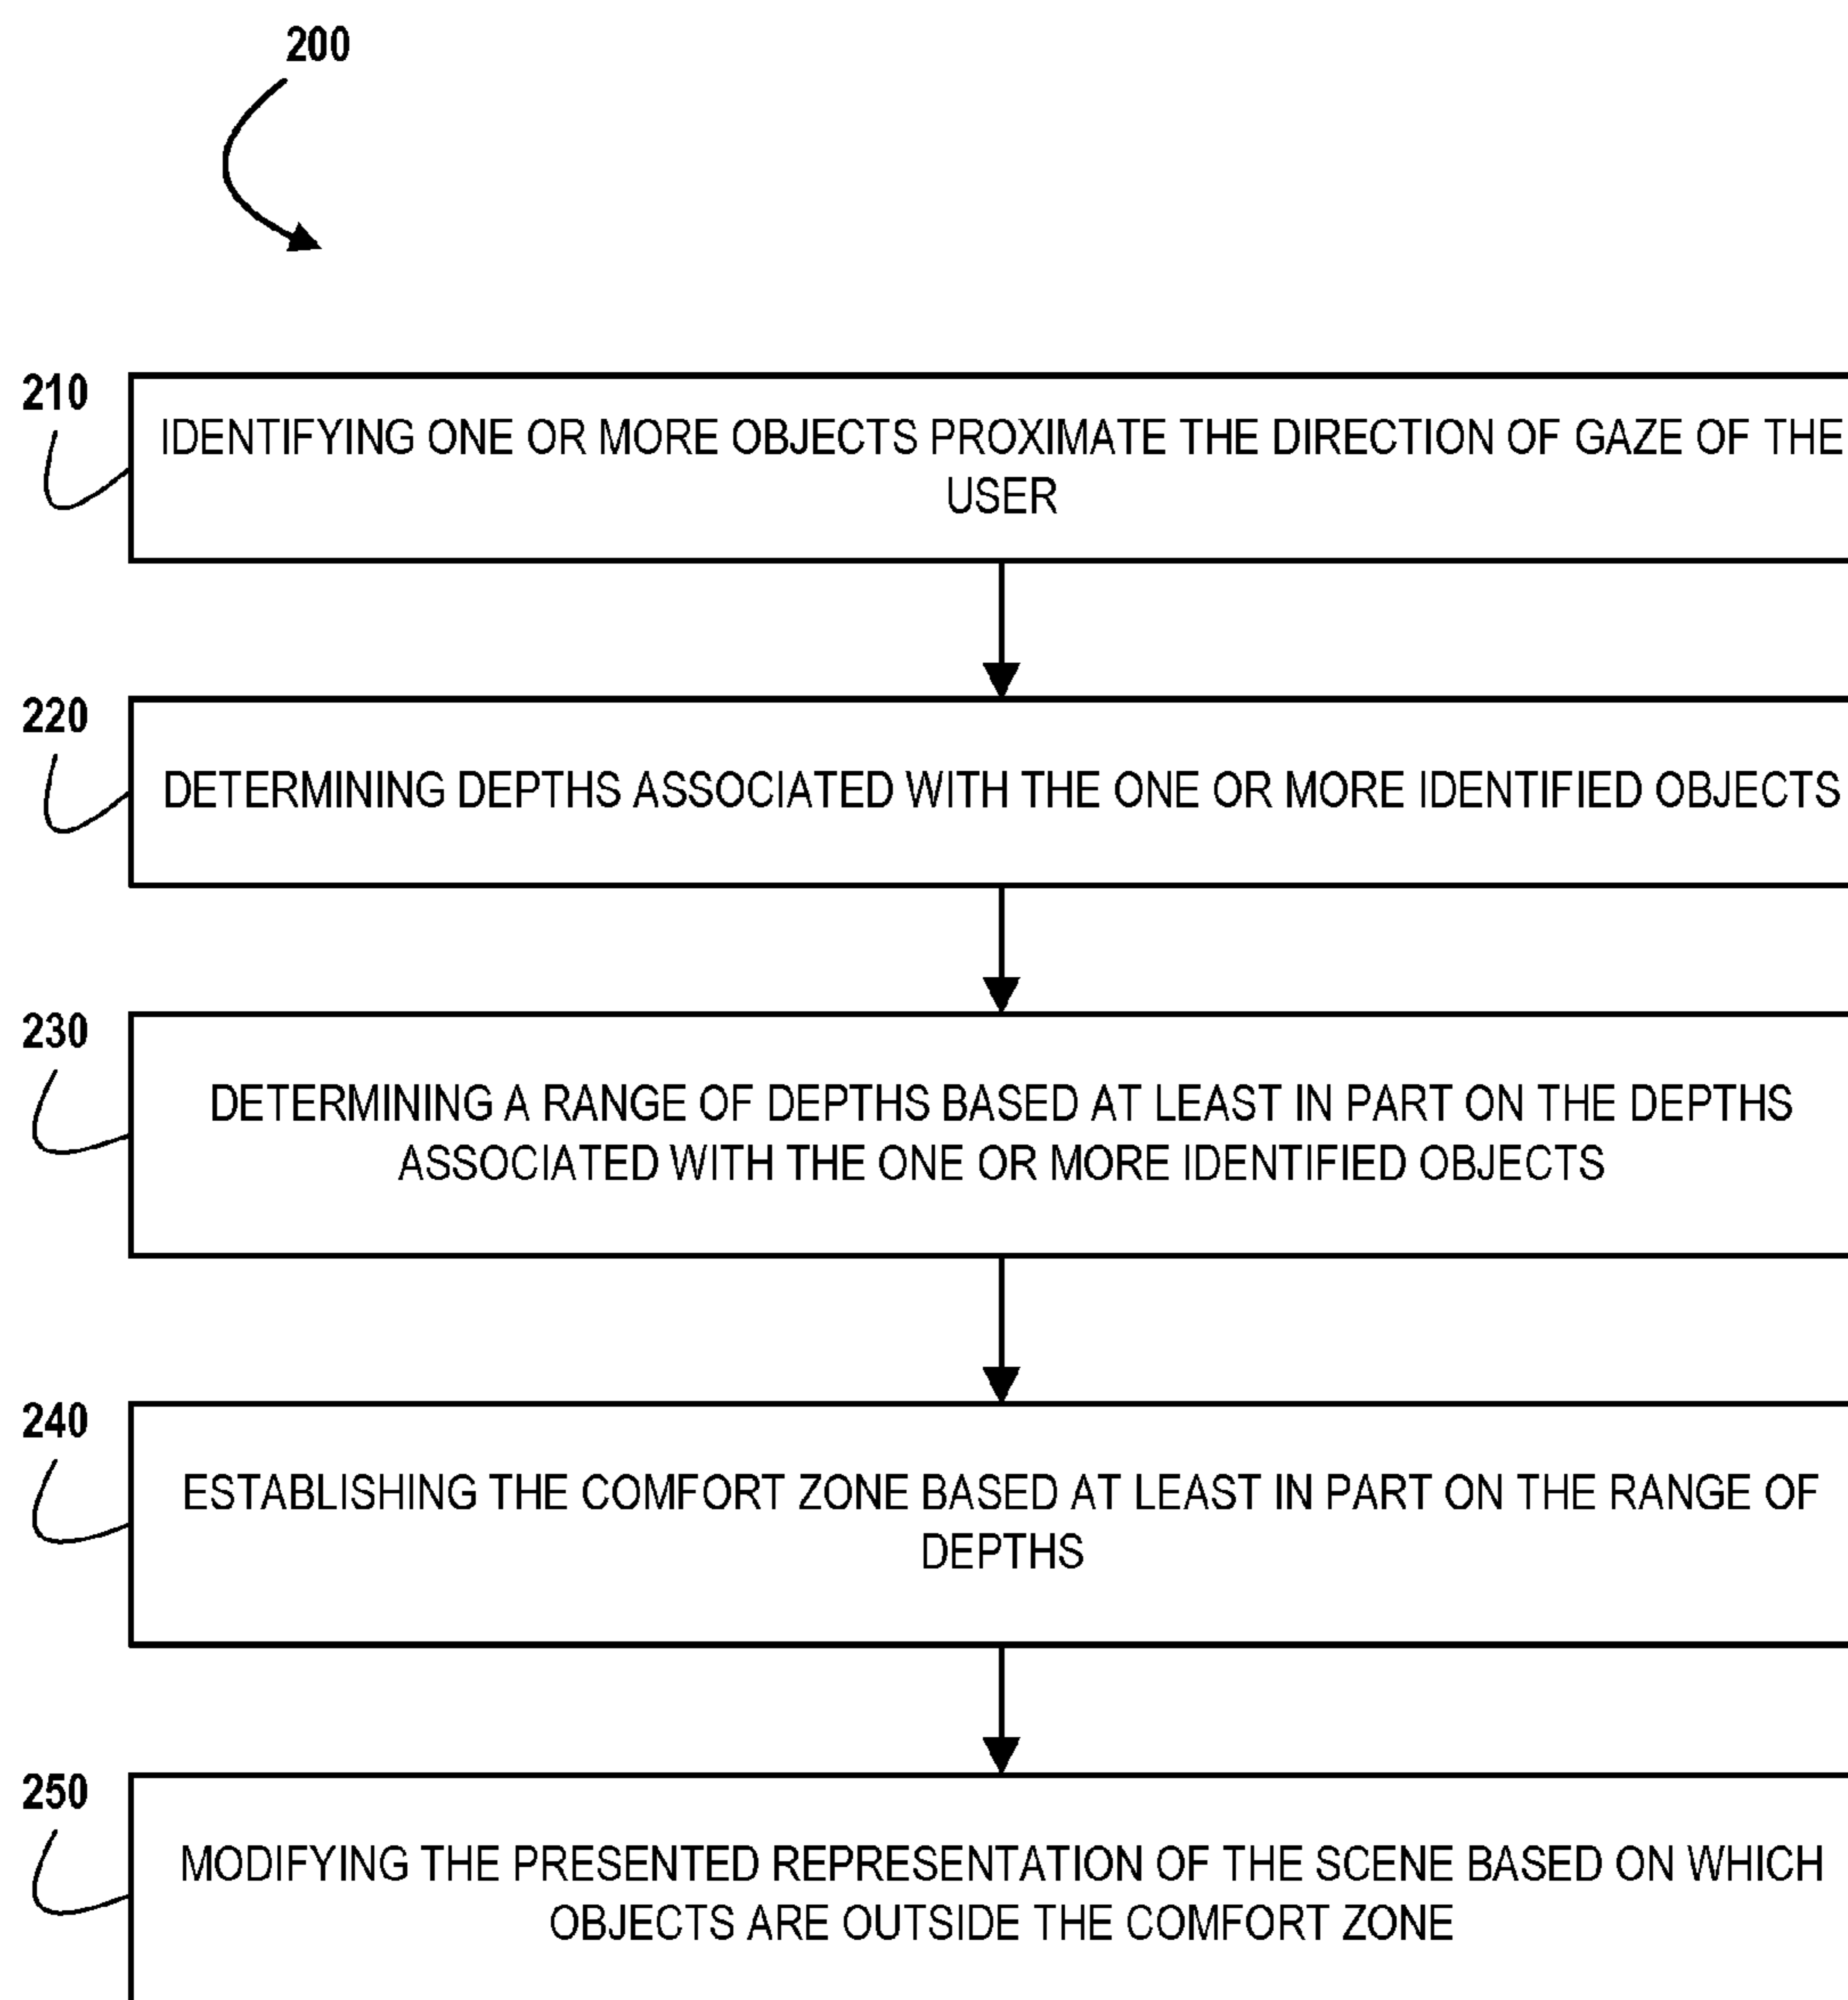 200
210
IDENTIFYING ONE OR MORE OBJECTS PROXIMATE THE DIRECTION OF GAZE OF THE
USER
220
DETERMINING DEPTHS ASSOCIATED WITH THE ONE OR MORE IDENTIFIED OBJECTS
230
DETERMINING A RANGE OF DEPTHS BASED AT LEAST IN PART ON THE DEPTHS
ASSOCIATED WITH THE ONE OR MORE IDENTIFIED OBJECTS
240
ESTABLISHING THE COMFORT ZONE BASED AT LEAST IN PART ON THE RANGE OF
DEPTHS
250
MODIFYING THE PRESENTED REPRESENTATION OF THE SCENE BASED ON WHICH
OBJECTS ARE OUTSIDE THE COMFORT ZONE